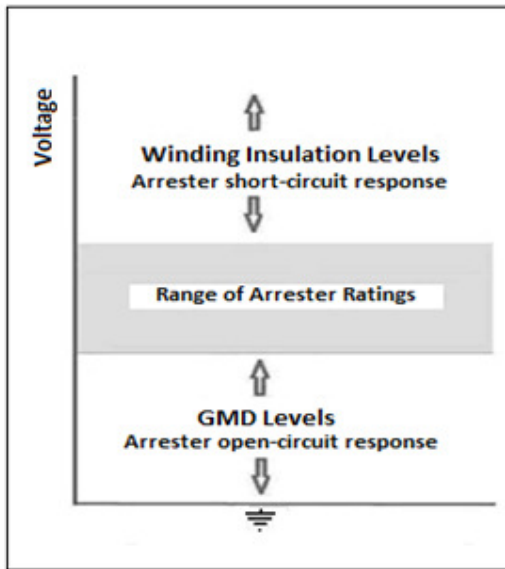 Voltage
Winding Insulation Levels
Arrester short-circuit response
Range of Arrester Ratings
GMD Levels
Arrester open-circuit response